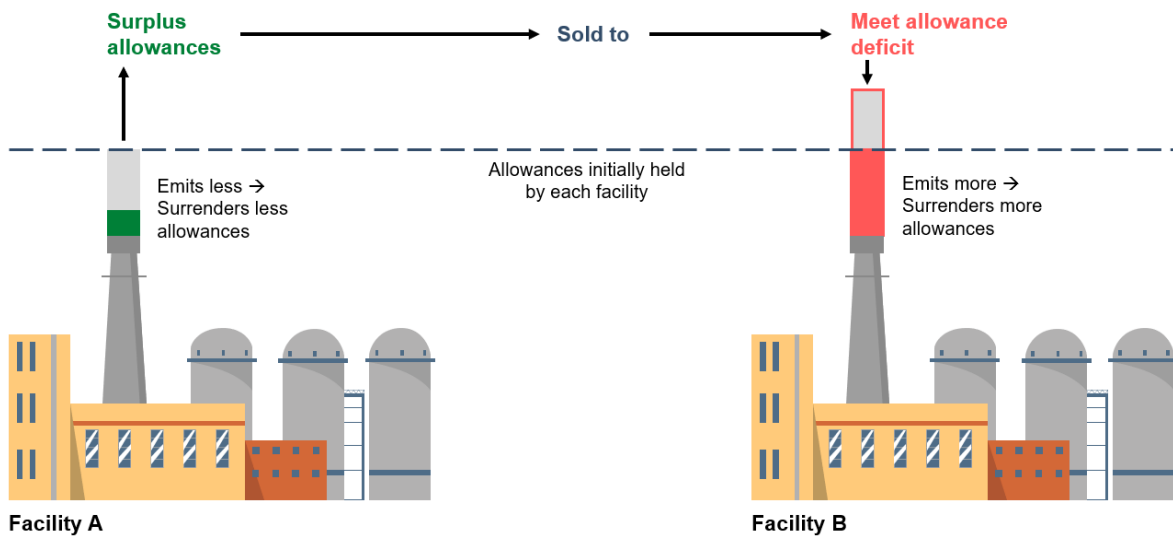 Surplus
allowances
Sold to
Meet allowance
deficit
Allowances initially held
by each facility
Emits less →
Surrenders less
allowances
Emits more →
Surrenders more
allowances
Facility A
Facility B